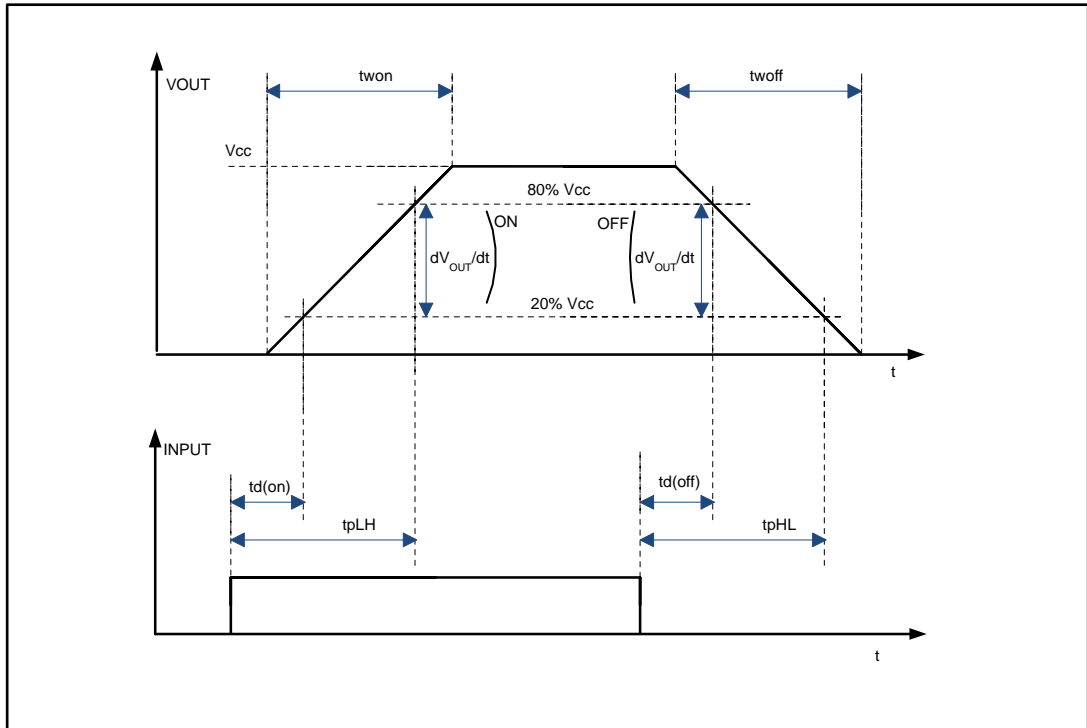 VOUT
twon
twoff
Vcc
80% Vcc
ON
OFF
dVOUT/dt
dVOUT/dt
20% Vcc
t
INPUT
td(on)
td(off)
tpLH
tpHL
t